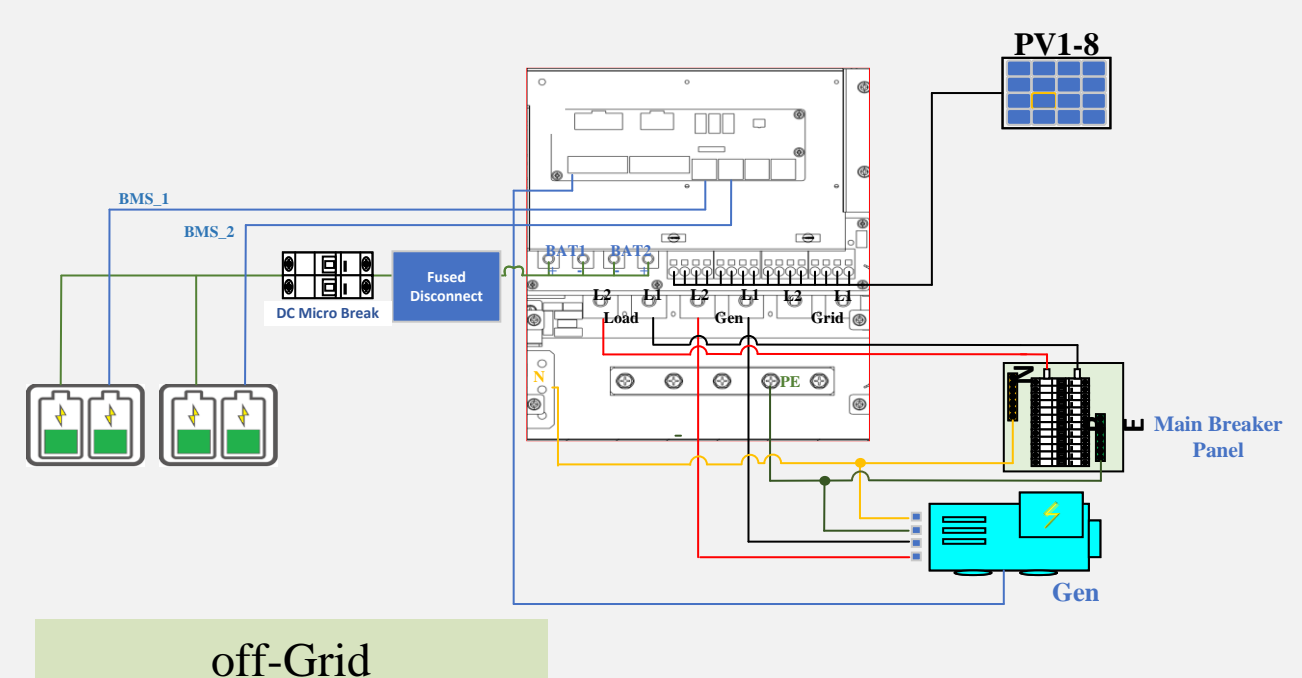 PV1-8
BMS_1
BMS_2
BAT1 BAT2
+ - - +
Fused
Disconnect
DC Micro Break
L2 L1 L2 L1 L2 L1
Load Gen Grid
N
PE
N
E
Main Breaker
Panel
Gen
off-Grid